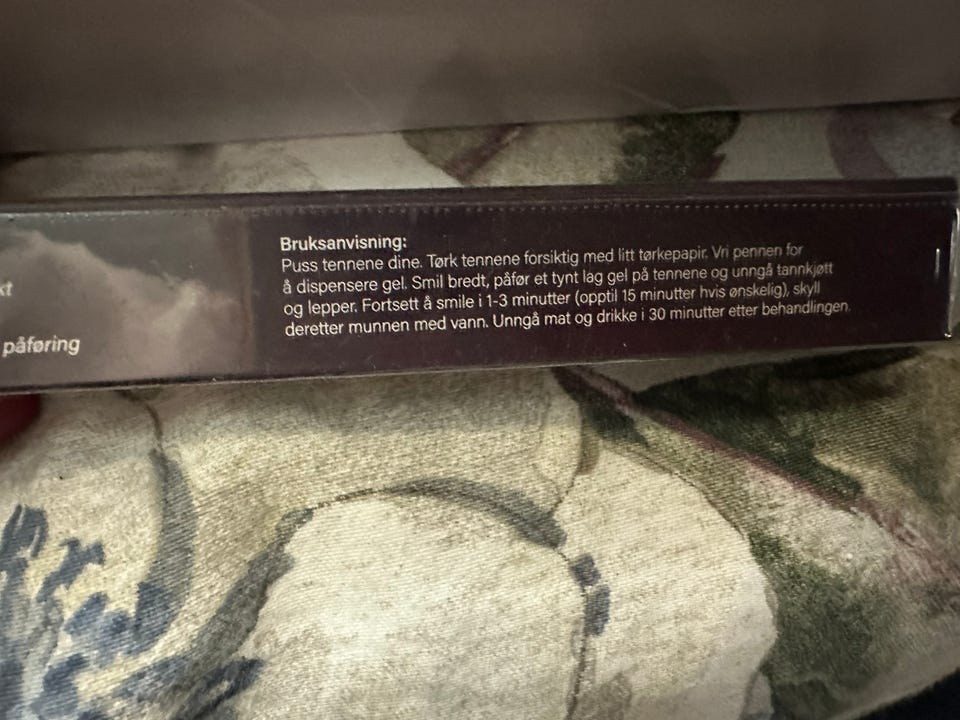 påføring
Bruksanvisning:
Puss tennene dine. Tørk tennene forsiktig med litt tørkepapir. Vri pennen for
å dispensere gel. Smil bredt, påfør et tynt lag gel på tennene og unngå tannkjøtt
og lepper. Fortsett å smile i 1-3 minutter (opptil 15 minutter hvis ønskelig), skyll
deretter munnen med vann. Unngå mat og drikke i 30 minutter etter behandlingen.